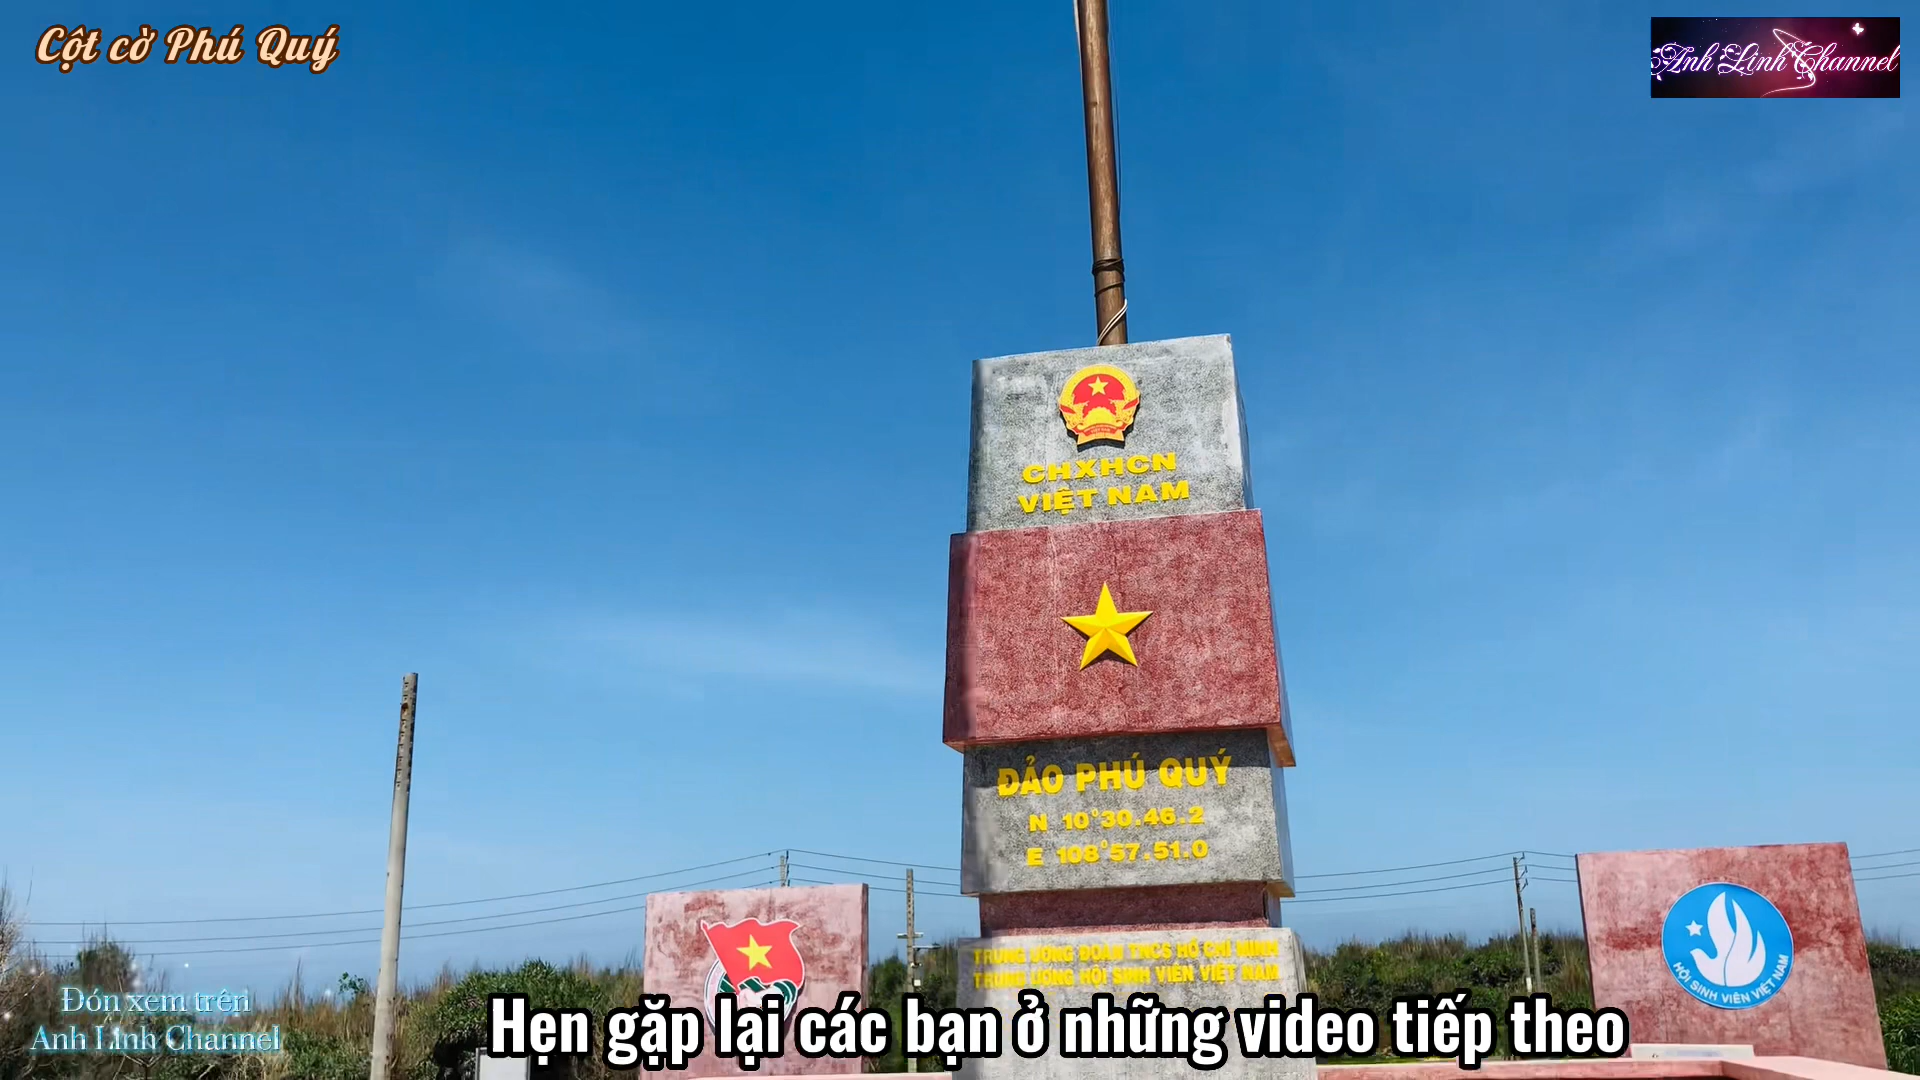 Cột cờ Phú Quý
Anh Linh Channel
CHXHCN
VIỆT NAM
ĐẢO PHÚ QUÝ
N 10°30.46.2
E 108°57.51.0
TRUNG ƯƠNG ĐOÀN TNCS HỒ CHÍ MINH
TRUNG ƯƠNG HỘI SINH VIÊN VIỆT NAM
HỘI SINH VIÊN VIỆT NAM
Đón xem trên
Anh Linh Channel
Hẹn gặp lại các bạn ở những video tiếp theo